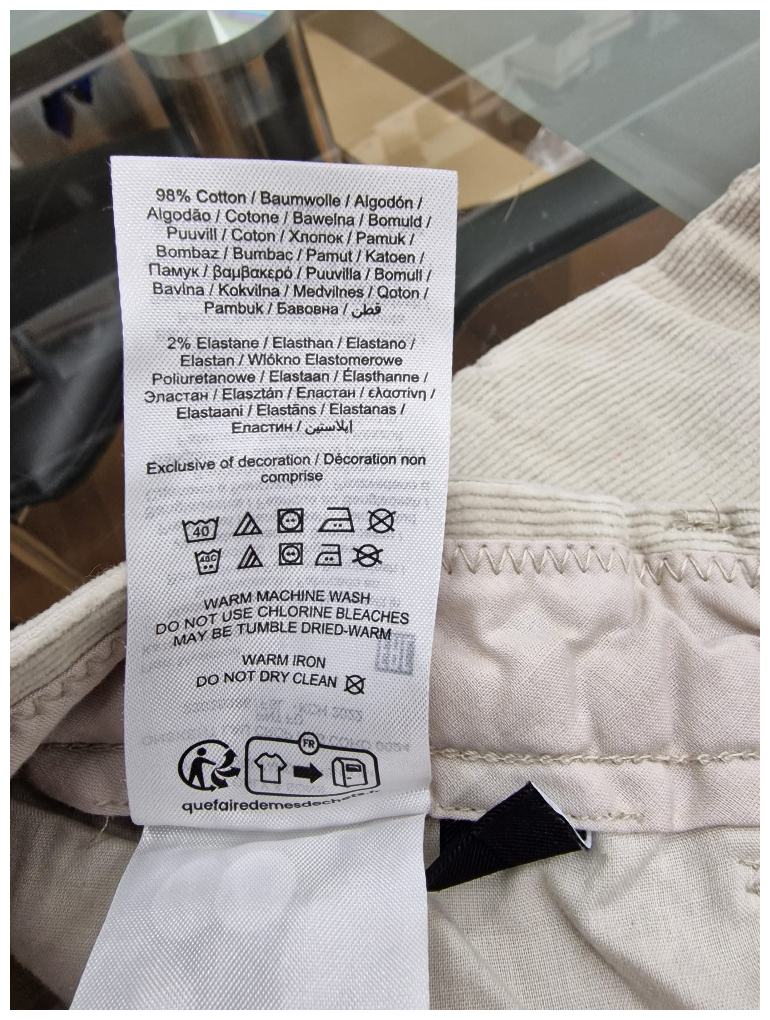 98% Cotton / Baumwolle / Algodón /
Algodão / Cotone / Bawełna / Bomuld /
Puuvill / Coton / Хлопок / Pamuk /
Bombaz / Bumbac / Pamut / Katoen /
Памук / βαμβακερό / Puuvilla / Bomull /
Bavlna / Kokvilna / Medvilnes / Qoton /
Pambuk / Бавовна / قطن
2% Elastane / Elasthan / Elastano /
Elastan / Włókno Elastomerowe
Poliuretanowe / Elastaan / Élasthanne /
Эластан / Elasztán / Еластан / ελαστίνη /
Elastaani / Elastāns / Elastanas /
Еластин / إيلاستين
Exclusive of decoration / Décoration non
comprise
40
WARM MACHINE WASH
DO NOT USE CHLORINE BLEACHES
MAY BE TUMBLE DRIED-WARM
WARM IRON
DO NOT DRY CLEAN
FR
quefairedemesdechets.fr